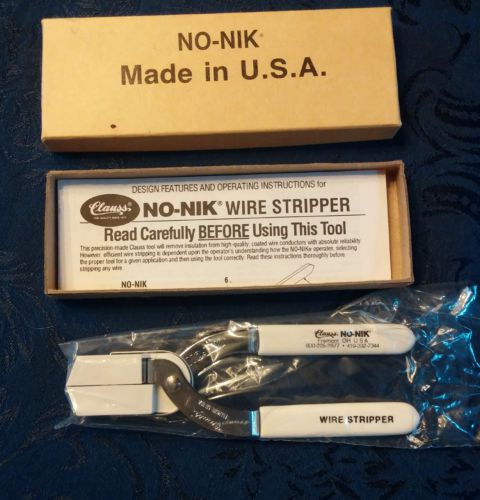 NO-NIK®
Made in U.S.A.
DESIGN FEATURES AND OPERATING INSTRUCTIONS for
Clauss®
NO-NIK® WIRE STRIPPER
Read Carefully BEFORE Using This Tool
This precision-made Clauss tool will remove insulation from high-quality, coated wire conductors with absolute reliability.
However, efficient wire stripping is dependent upon the operator's understanding how the NO-NIK® operates, selecting
the proper tool for a given application and then using the tool correctly. Read these instructions thoroughly before
stripping any wire.
NO-NIK
6.
Clauss® NO-NIK®
Fremont OH USA
WIRE STRIPPER